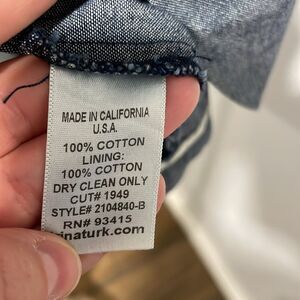 MADE IN CALIFORNIA
U.S.A.
100% COTTON
LINING:
100% COTTON
DRY CLEAN ONLY
CUT# 1949
STYLE# 2104840-B
RN# 93415
inaturk.com